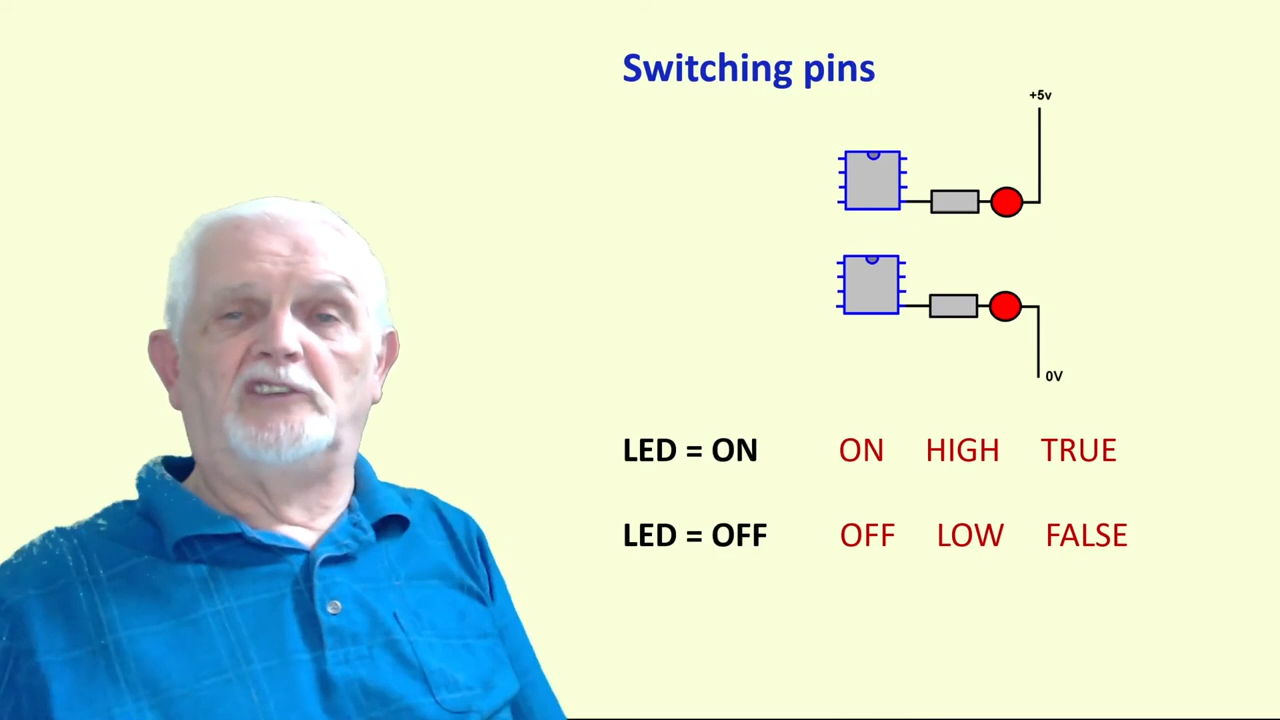 Switching pins
+5v
0V
LED = ON ON HIGH TRUE
LED = OFF OFF LOW FALSE